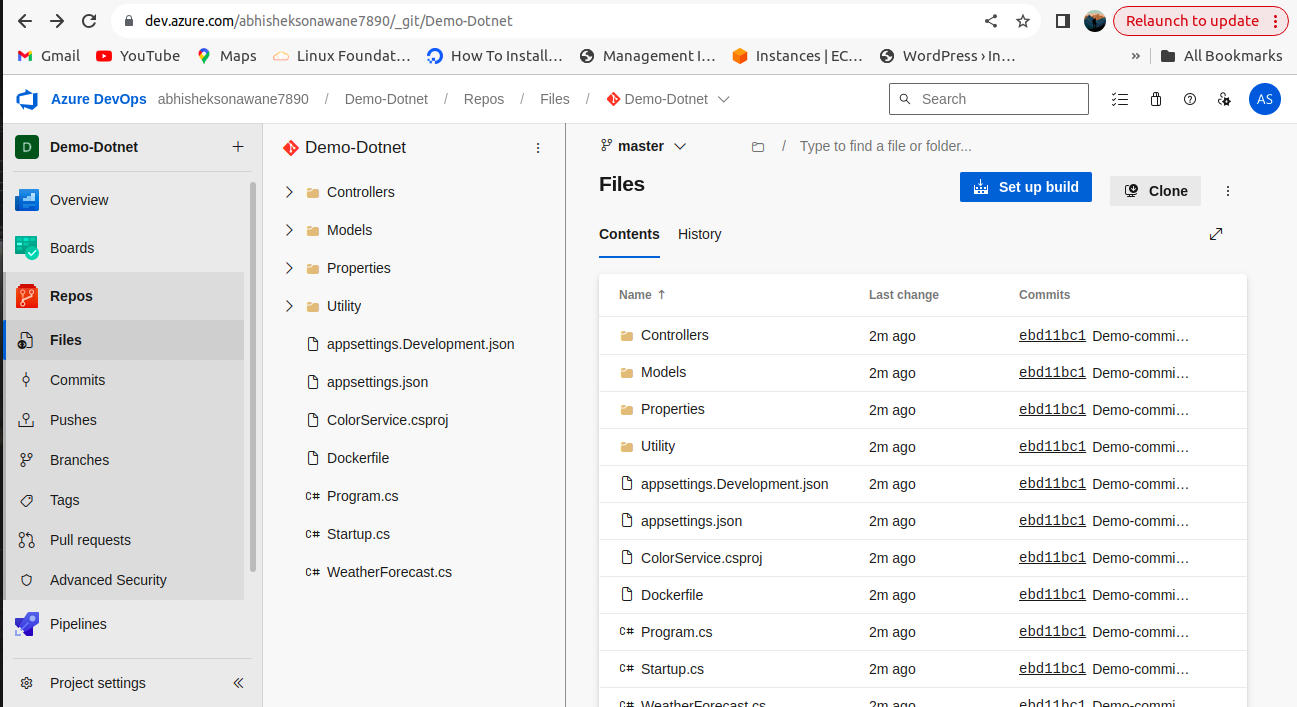 dev.azure.com/abhisheksonawane7890/_git/Demo-Dotnet
Relaunch to update
Gmail YouTube Maps Linux Foundat... How To Install... Management I... Instances | EC... WordPress › In... » All Bookmarks
Azure DevOps abhisheksonawane7890 / Demo-Dotnet / Repos / Files / Demo-Dotnet
Search
AS
D Demo-Dotnet +
Overview
Boards
Repos
Files
Commits
Pushes
Branches
Tags
Pull requests
Advanced Security
Pipelines
Project settings
Demo-Dotnet
Controllers
Models
Properties
Utility
appsettings.Development.json
appsettings.json
ColorService.csproj
Dockerfile
C# Program.cs
C# Startup.cs
C# WeatherForecast.cs
master / Type to find a file or folder...
Files
Set up build
Clone
Contents History
Name ↑ Last change Commits
Controllers 2m ago ebd11bc1 Demo-commi...
Models 2m ago ebd11bc1 Demo-commi...
Properties 2m ago ebd11bc1 Demo-commi...
Utility 2m ago ebd11bc1 Demo-commi...
appsettings.Development.json 2m ago ebd11bc1 Demo-commi...
appsettings.json 2m ago ebd11bc1 Demo-commi...
ColorService.csproj 2m ago ebd11bc1 Demo-commi...
Dockerfile 2m ago ebd11bc1 Demo-commi...
C# Program.cs 2m ago ebd11bc1 Demo-commi...
C# Startup.cs 2m ago ebd11bc1 Demo-commi...
C# WeatherForecast.cs 2m ago ebd11bc1 Demo-commi...